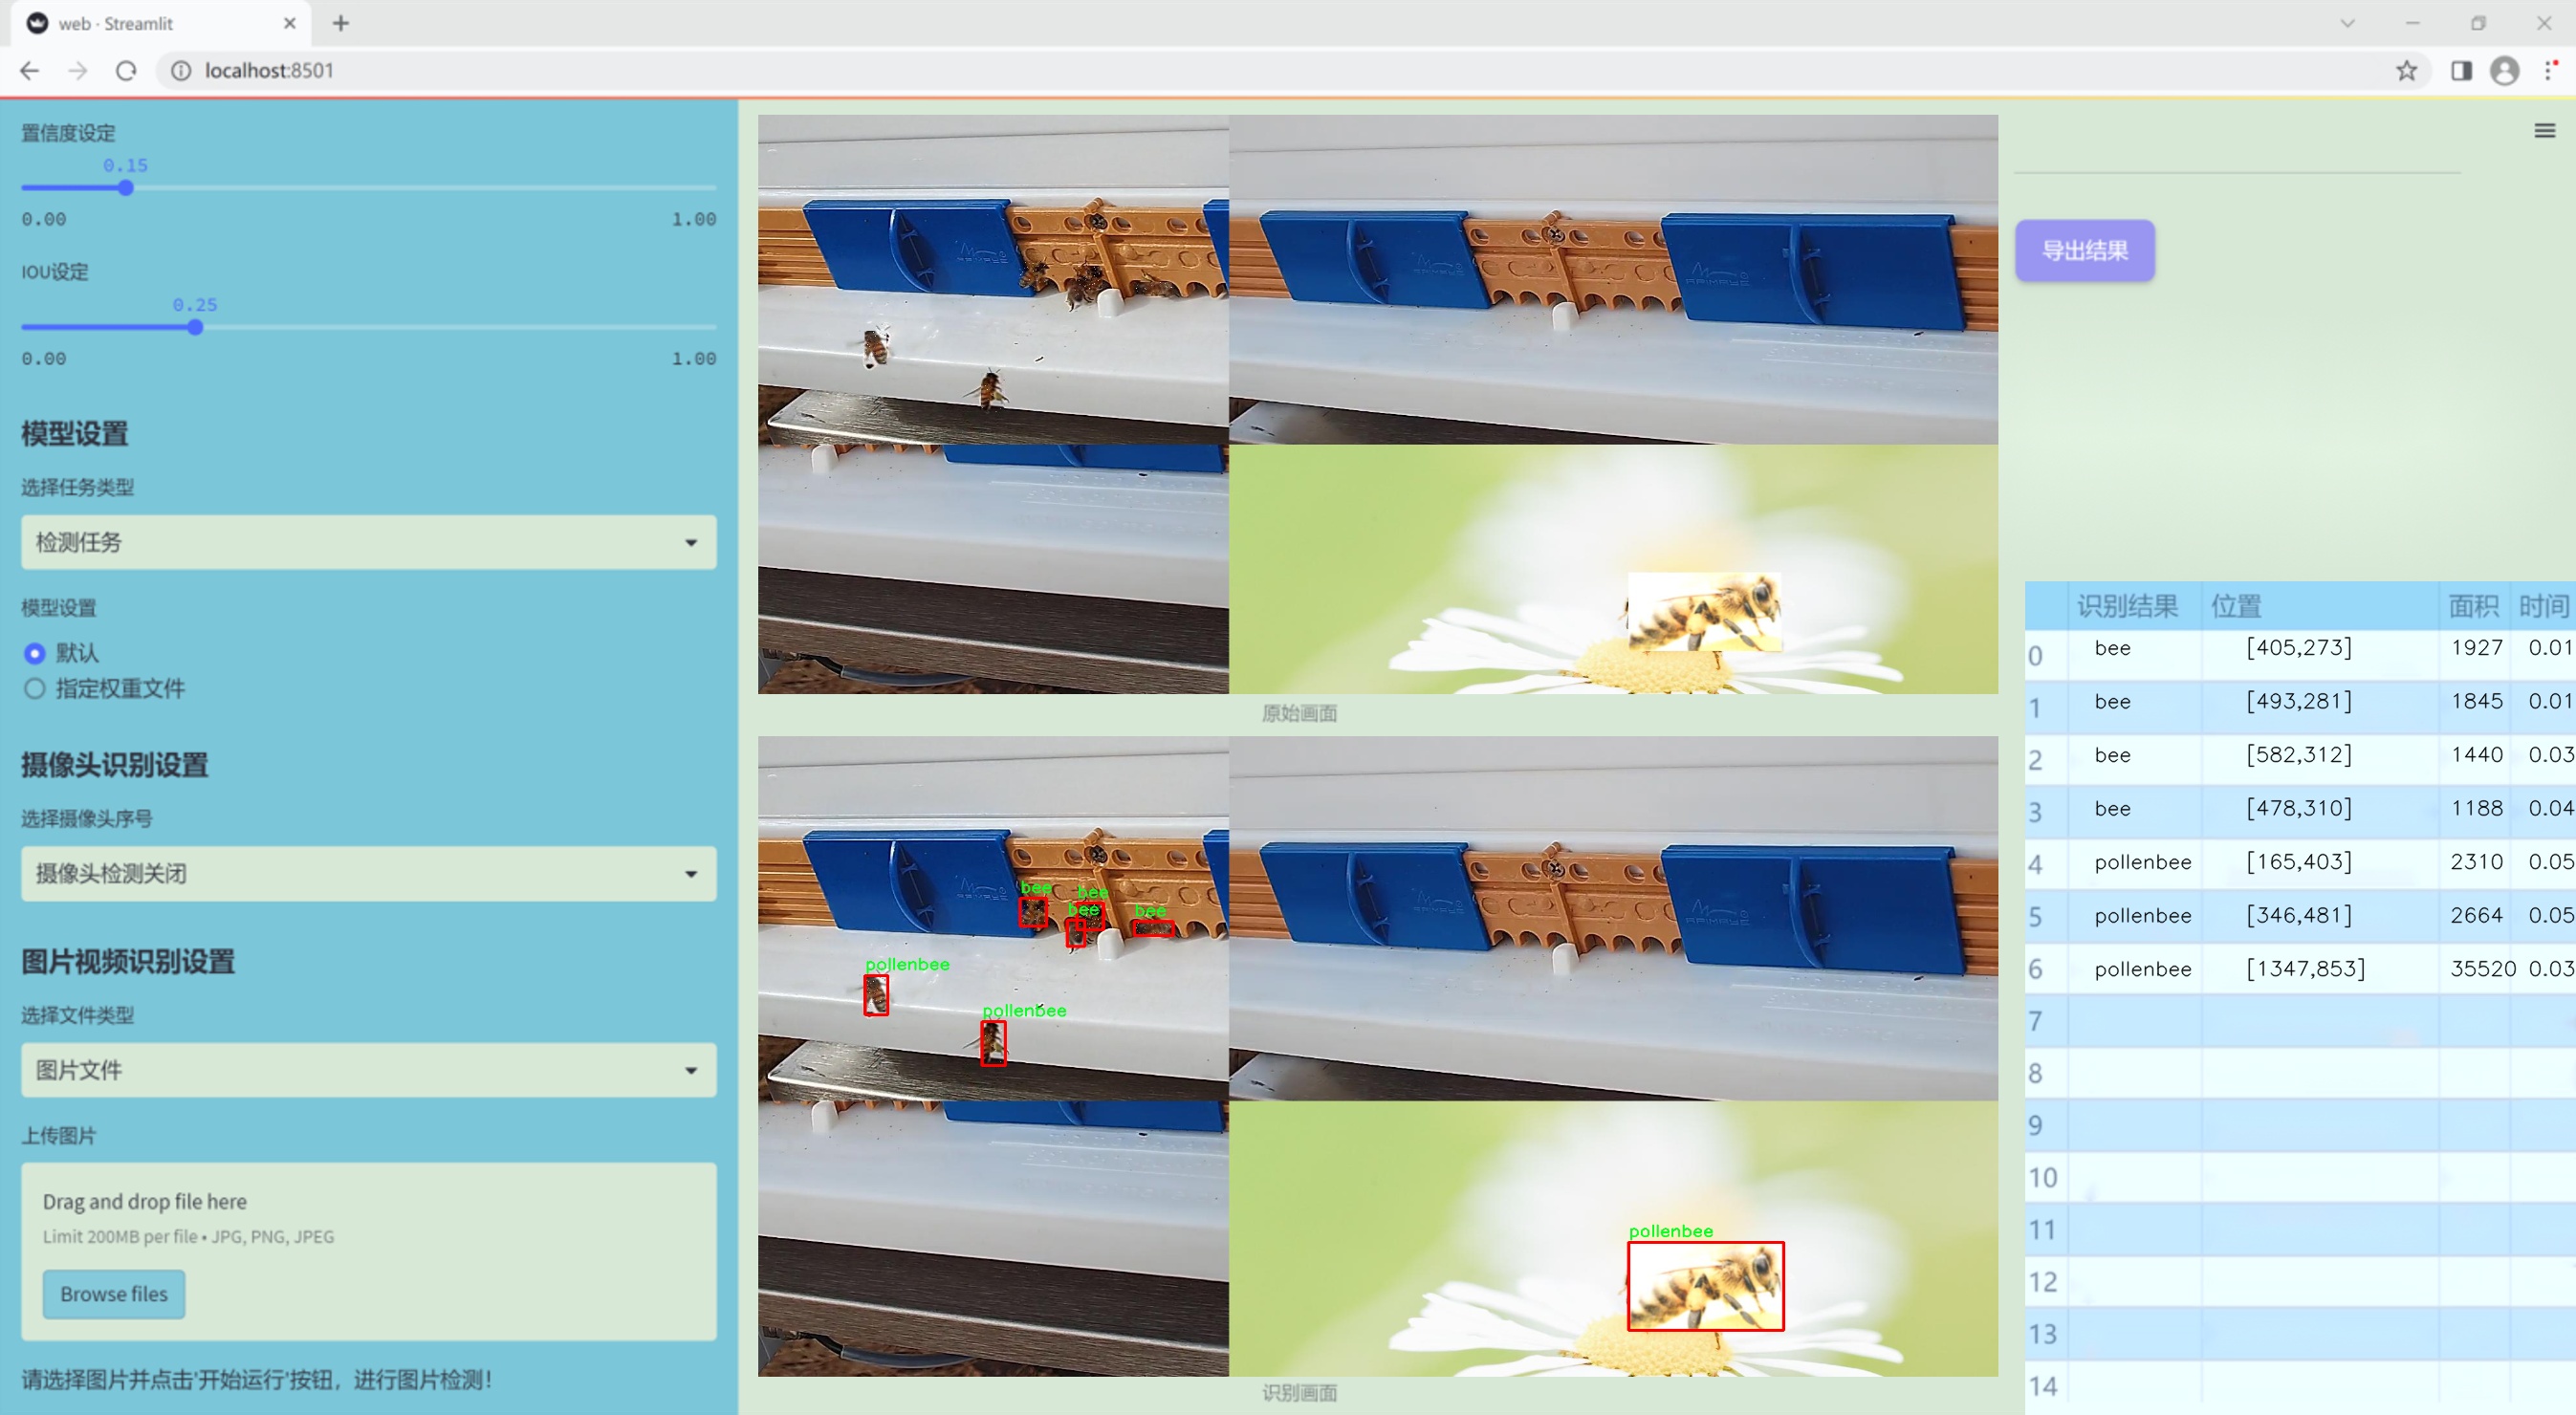 web · Streamlit
localhost:8501
置信度设定
0.15
0.00 1.00
IOU设定
0.25
0.00 1.00
模型设置
选择任务类型
检测任务
模型设置
默认
指定权重文件
摄像头识别设置
选择摄像头序号
摄像头检测关闭
图片视频识别设置
选择文件类型
图片文件
上传图片
Drag and drop file here
Limit 200MB per file • JPG, PNG, JPEG
Browse files
请选择图片并点击'开始运行'按钮，进行图片检测！
原始画面
bee
bee
bee
bee
pollenbee
pollenbee
pollenbee
识别画面
导出结果
识别结果 位置 面积 时间
0 bee [405,273] 1927 0.01
1 bee [493,281] 1845 0.01
2 bee [582,312] 1440 0.03
3 bee [478,310] 1188 0.04
4 pollenbee [165,403] 2310 0.05
5 pollenbee [346,481] 2664 0.05
6 pollenbee [1347,853] 35520 0.03
7
8
9
10
11
12
13
14